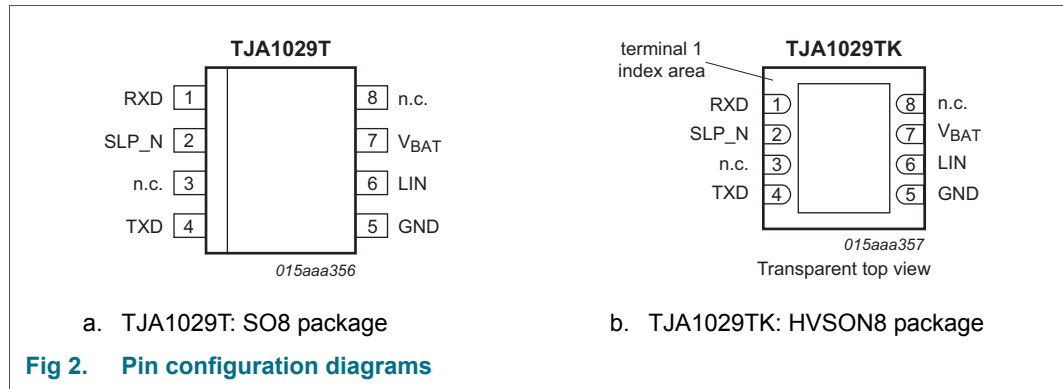 TJA1029T
RXD 1
8 n.c.
SLP_N 2
7 VBAT
n.c. 3
6 LIN
TXD 4
5 GND
015aaa356
a. TJA1029T: SO8 package
terminal 1
index area
TJA1029TK
RXD 1
8 n.c.
SLP_N 2
7 VBAT
n.c. 3
6 LIN
TXD 4
5 GND
015aaa357
Transparent top view
b. TJA1029TK: HVSON8 package
Fig 2. Pin configuration diagrams